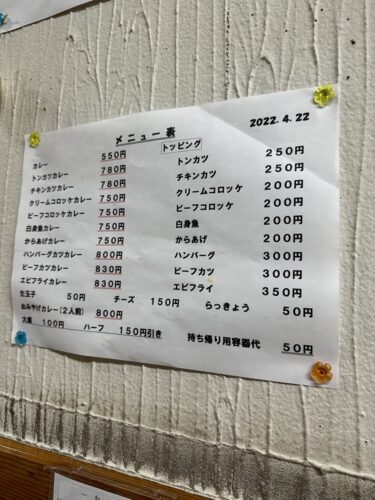 メニュー表
2022. 4. 22
カレー 550円
トンカツカレー 780円
チキンカツカレー 780円
クリームコロッケカレー 750円
ビーフコロッケカレー 750円
白身魚カレー 750円
からあげカレー 750円
ハンバーグカツカレー 800円
ビーフカツカレー 830円
エビフライカレー 830円
トッピング
トンカツ 250円
チキンカツ 250円
クリームコロッケ 200円
ビーフコロッケ 200円
白身魚 200円
からあげ 200円
ハンバーグ 300円
ビーフカツ 300円
エビフライ 350円
生玉子 50円 チーズ 150円 らっきょう 50円
おみやげカレー(2人前) 800円
大盛 100円 ハーフ 150円引き 持ち帰り用容器代 50円